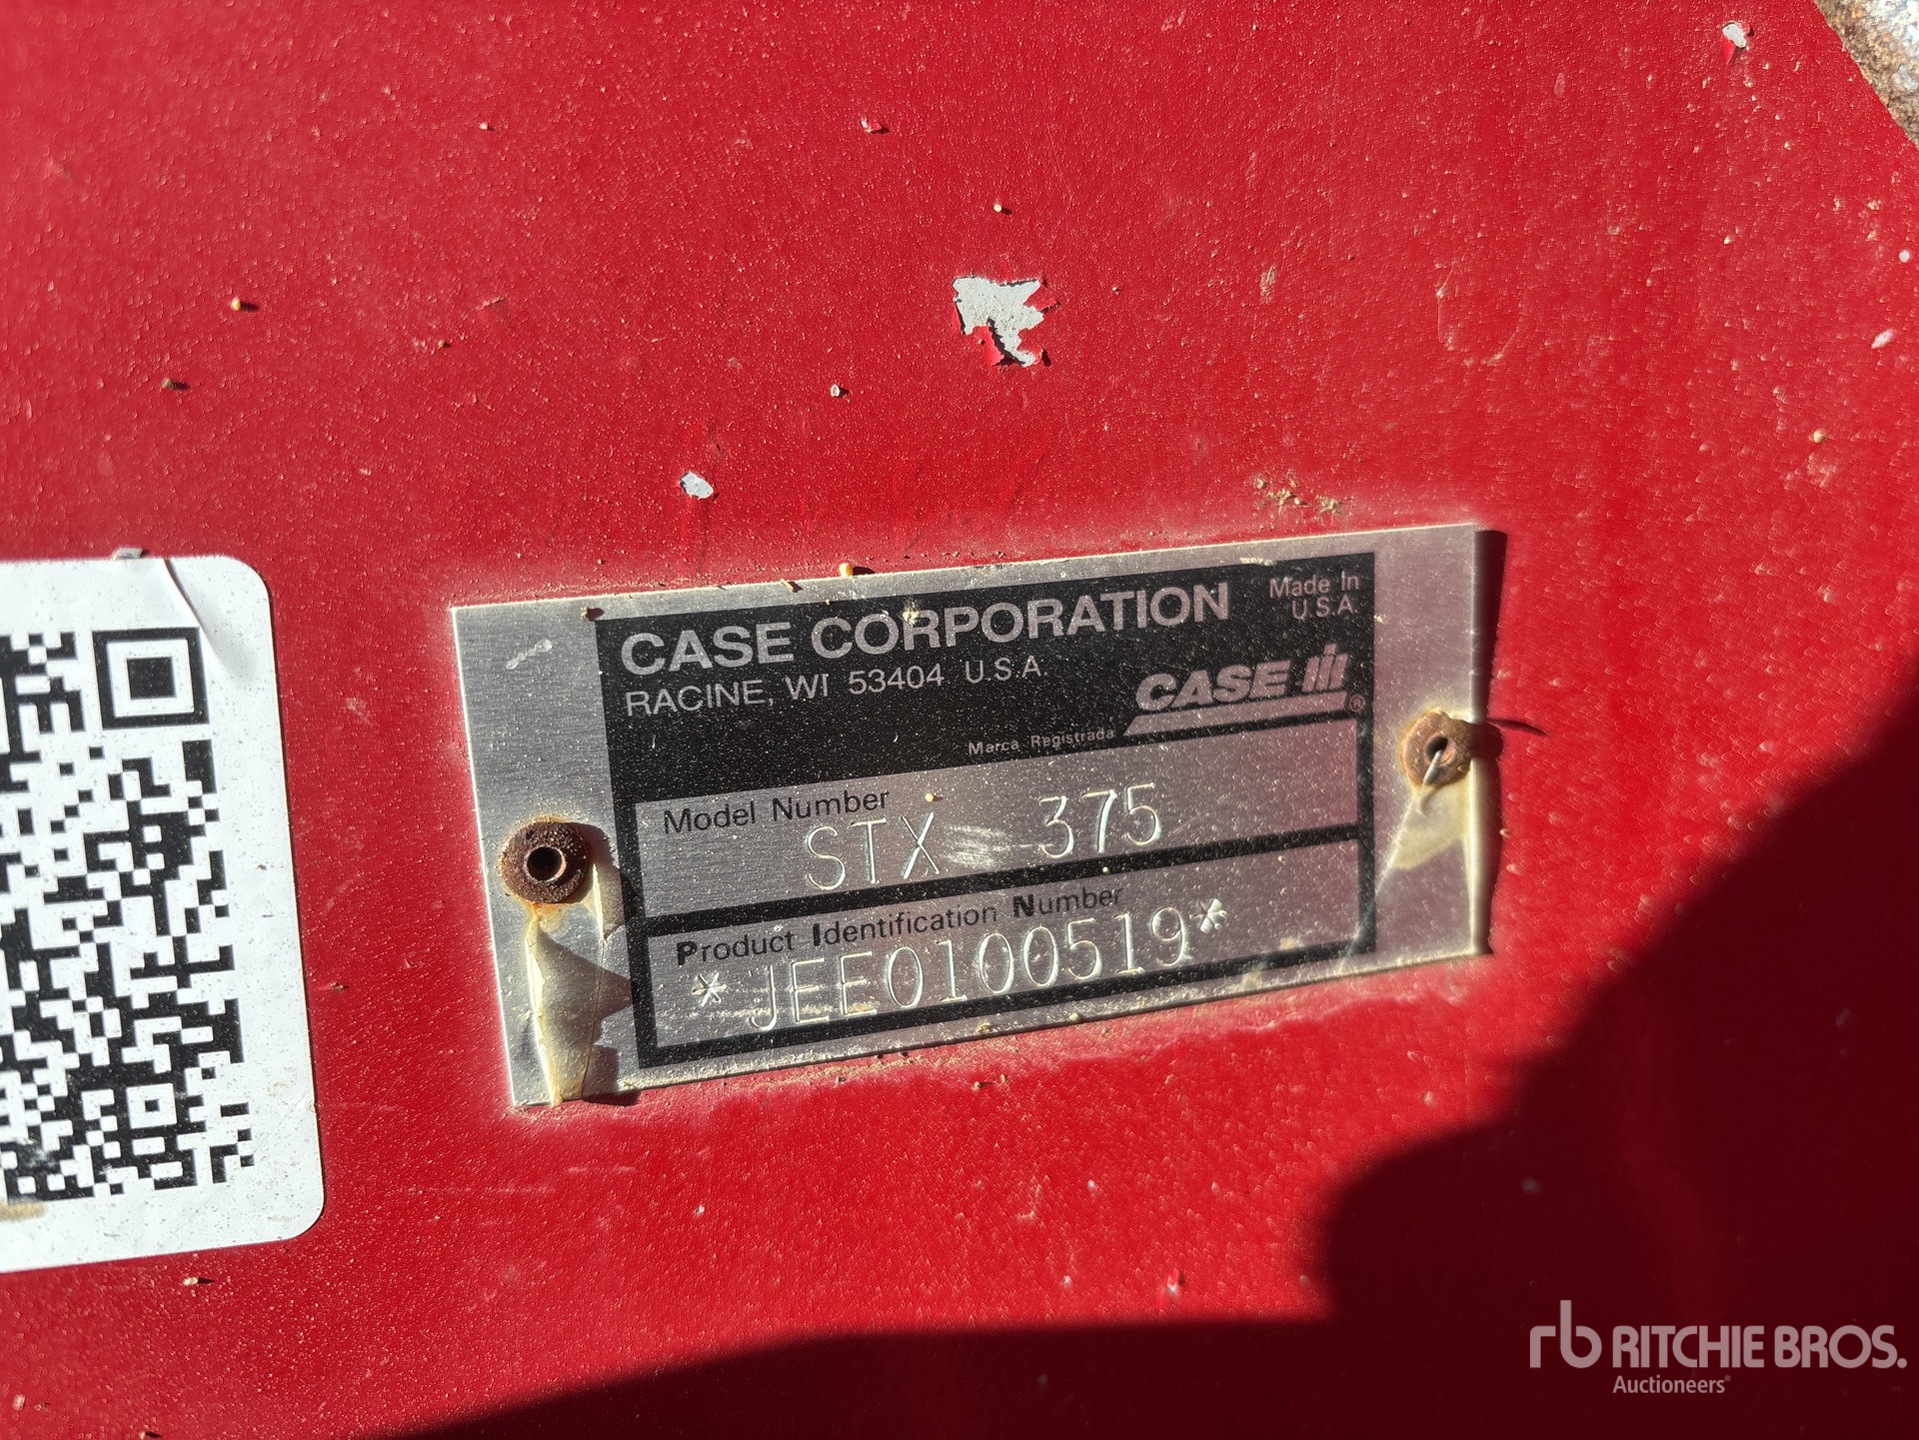 CASE CORPORATION
Made In
U.S.A.
RACINE, WI 53404 U.S.A.
CASE IH®
Marca Registrada
Model Number
STX 375
Product Identification Number
*JEE0100519*
rb RITCHIE BROS.
Auctioneers®